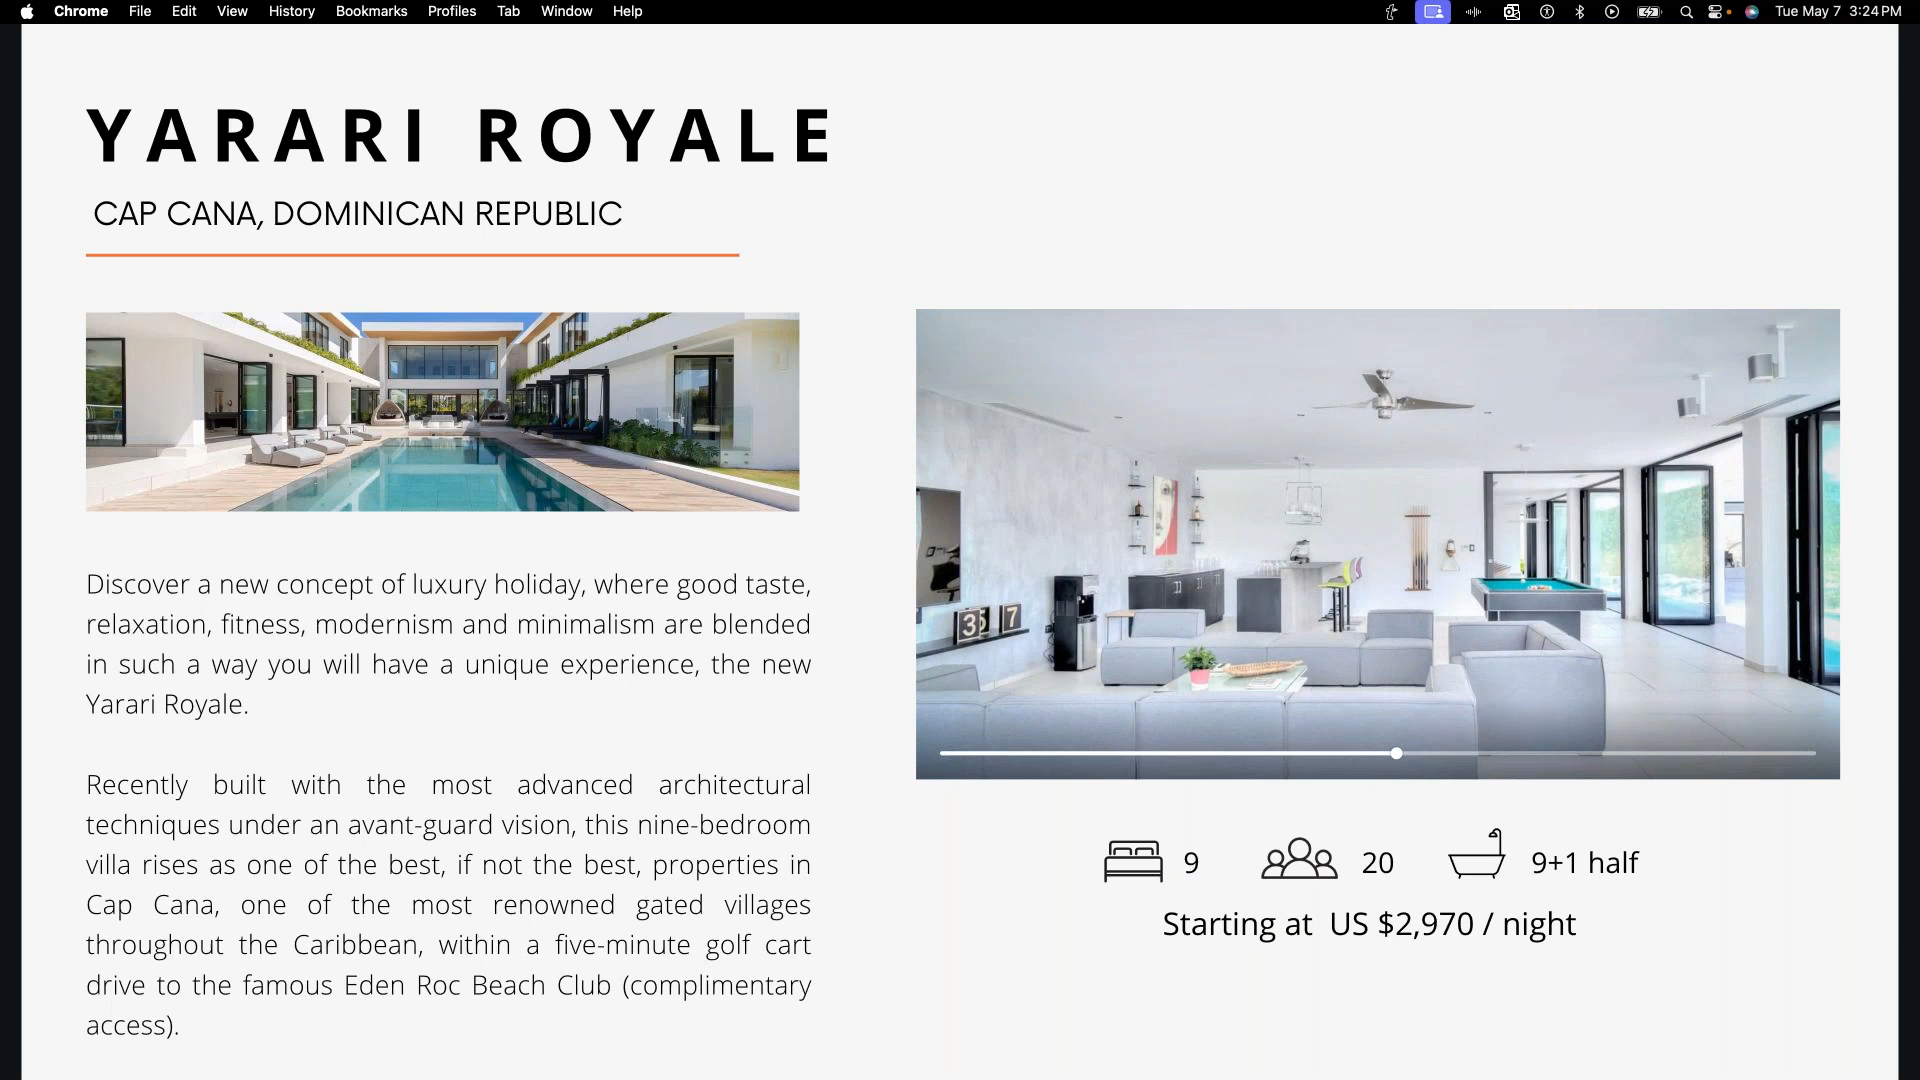 Chrome File Edit View History Bookmarks Profiles Tab Window Help Tue May 7 3:24 PM
YARARI ROYALE
CAP CANA, DOMINICAN REPUBLIC
Discover a new concept of luxury holiday, where good taste,
relaxation, fitness, modernism and minimalism are blended
in such a way you will have a unique experience, the new
Yarari Royale.
Recently built with the most advanced architectural
techniques under an avant-guard vision, this nine-bedroom
villa rises as one of the best, if not the best, properties in
Cap Cana, one of the most renowned gated villages
throughout the Caribbean, within a five-minute golf cart
drive to the famous Eden Roc Beach Club (complimentary
access).
9 20 9+1 half
Starting at US $2,970 / night